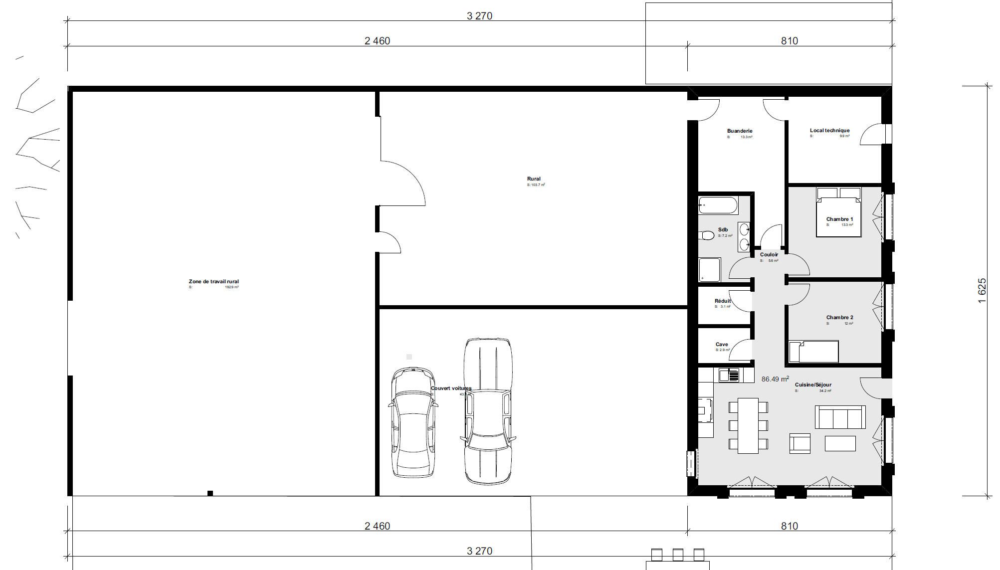 3 270
2 460
810
Buanderie
S: 13.3 m²
Local technique
S: 9.9 m²
Rural
S: 103.7 m²
Chambre 1
S: 13.3 m²
Sdb
S: 7.2 m²
Couloir
S: 5.6 m²
Zone de travail rural
S: 192.9 m²
1 625
Réduit
S: 3.1 m²
Chambre 2
S: 12 m²
Cave
S: 2.9 m²
86.49 m²
Cuisine/Séjour
S: 34.2 m²
Couvert voitures
S:
2 460
810
3 270